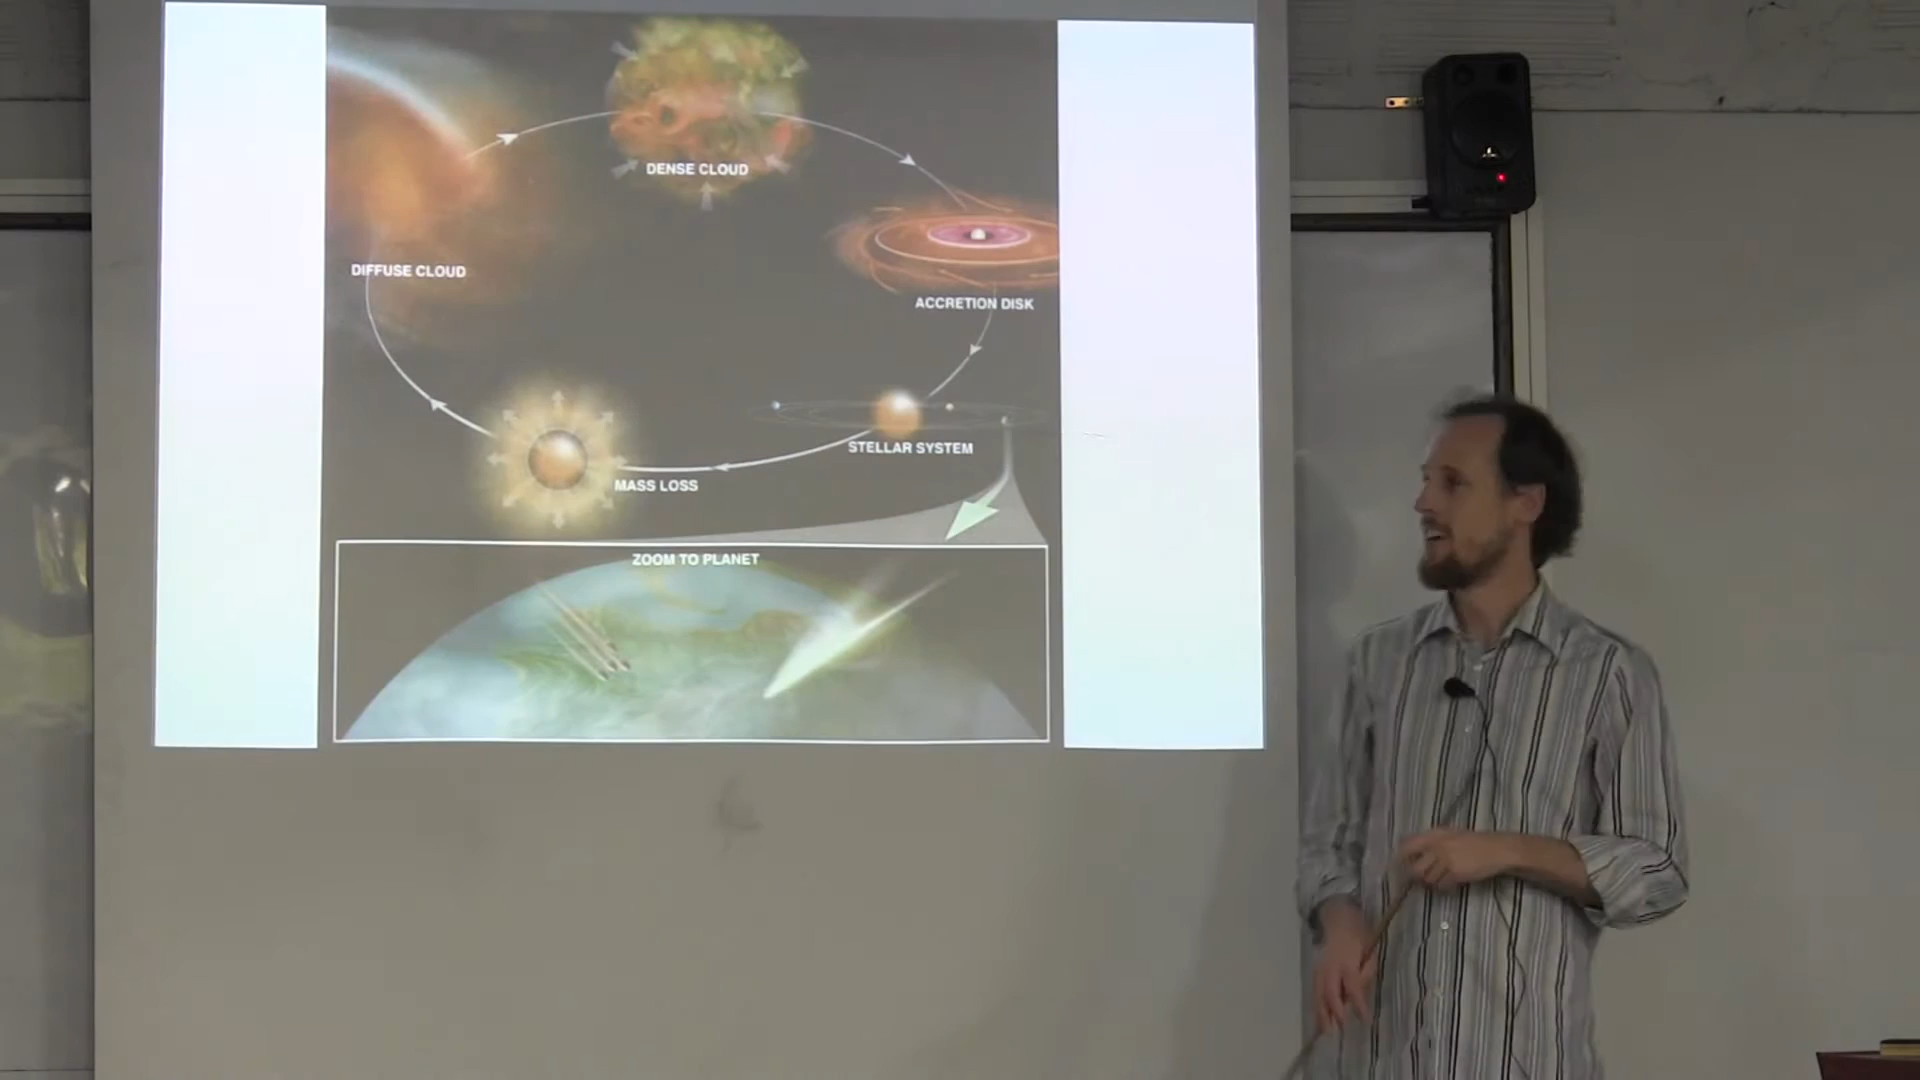 DENSE CLOUD
DIFFUSE CLOUD
ACCRETION DISK
STELLAR SYSTEM
MASS LOSS
ZOOM TO PLANET